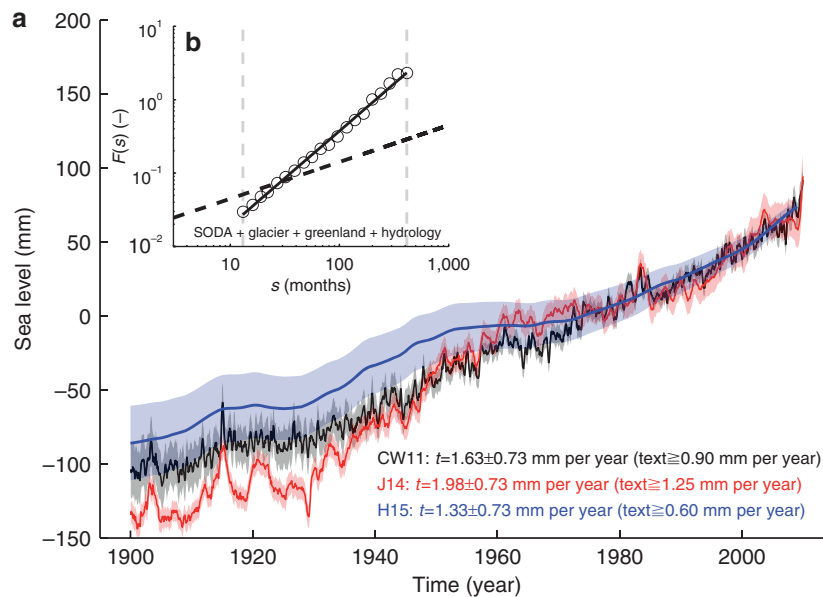 a
200
150
100
50
0
−50
−100
−150
Sea level (mm)
1900
1920
1940
1960
1980
2000
Time (year)
b
10¹
10⁰
10⁻¹
10⁻²
F(s) (−)
SODA + glacier + greenland + hydrology
10
100
1,000
s (months)
CW11: t=1.63±0.73 mm per year (text≧0.90 mm per year)
J14: t=1.98±0.73 mm per year (text≧1.25 mm per year)
H15: t=1.33±0.73 mm per year (text≧0.60 mm per year)